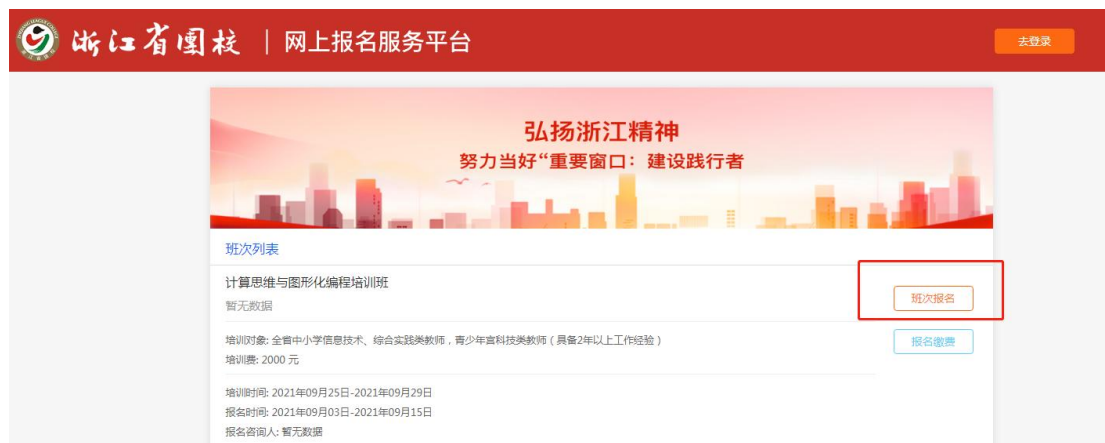 浙江省团校 | 网上报名服务平台
去登录
弘扬浙江精神
努力当好“重要窗口：建设践行者
班次列表
计算思维与图形化编程培训班
班次报名
暂无数据
培训对象: 全省中小学信息技术、综合实践类教师，青少年宫科技类教师（具备2年以上工作经验）
报名缴费
培训费: 2000 元
培训时间: 2021年09月25日-2021年09月29日
报名时间: 2021年09月03日-2021年09月15日
报名咨询人: 暂无数据